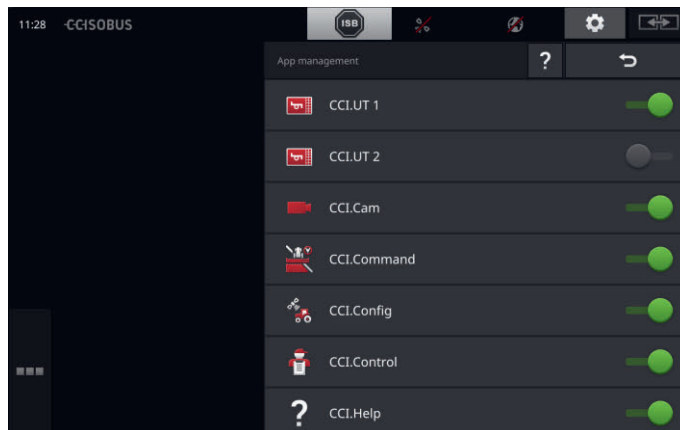 11:28 CCISOBUS
ISB
App management ?
CCI.UT 1
CCI.UT 2
CCI.Cam
CCI.Command
CCI.Config
CCI.Control
? CCI.Help